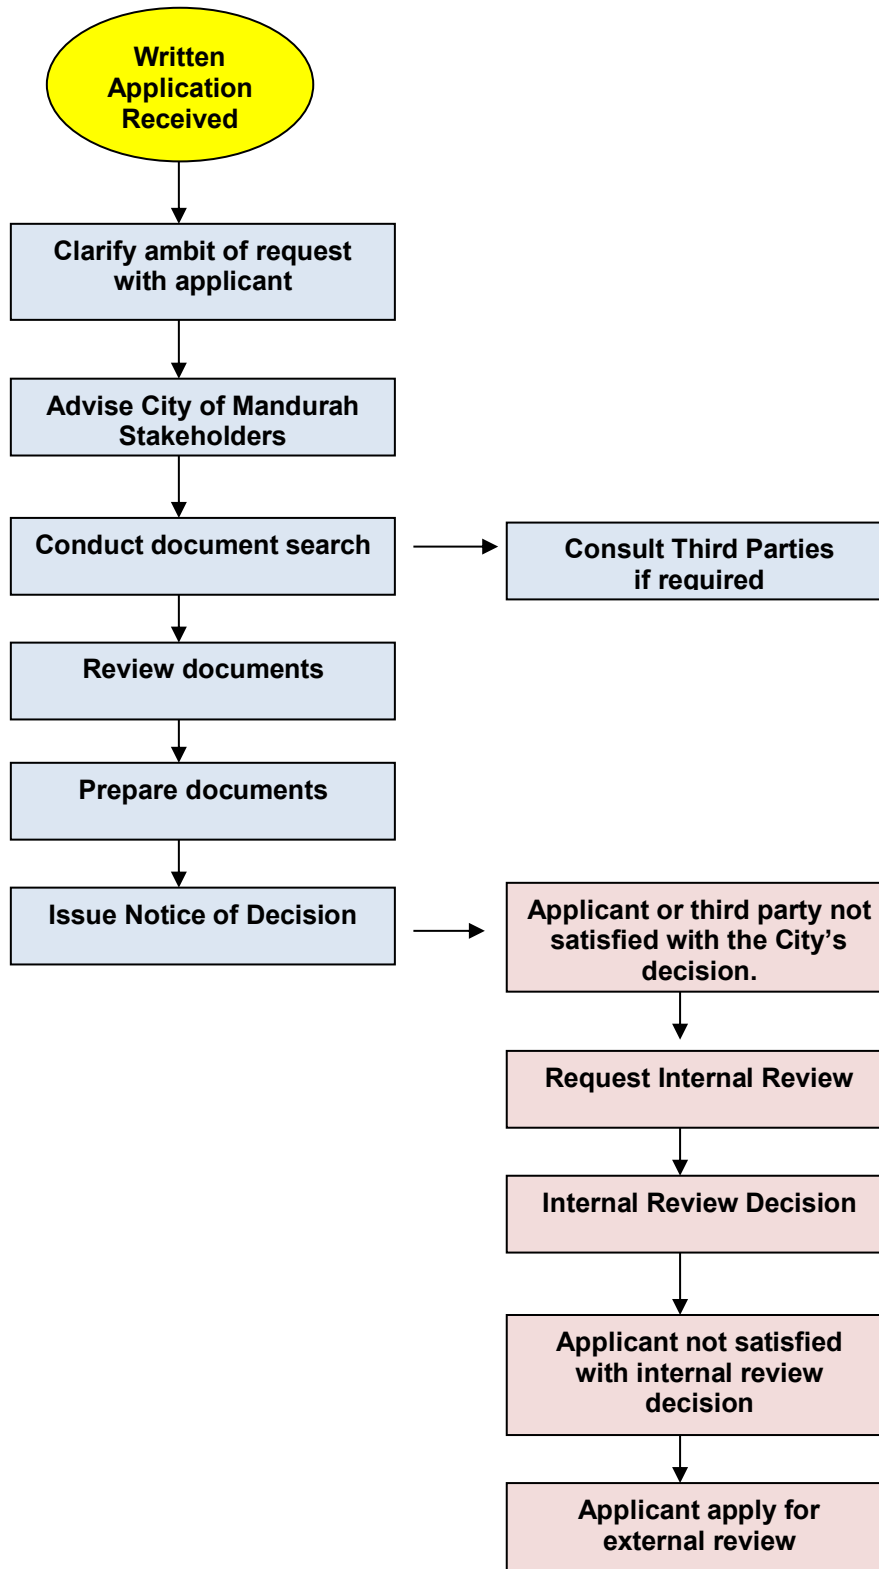 Written
Application
Received
Clarify ambit of request
with applicant
Advise City of Mandurah
Stakeholders
Conduct document search
Consult Third Parties
if required
Review documents
Prepare documents
Issue Notice of Decision
Applicant or third party not
satisfied with the City’s
decision.
Request Internal Review
Internal Review Decision
Applicant not satisfied
with internal review
decision
Applicant apply for
external review